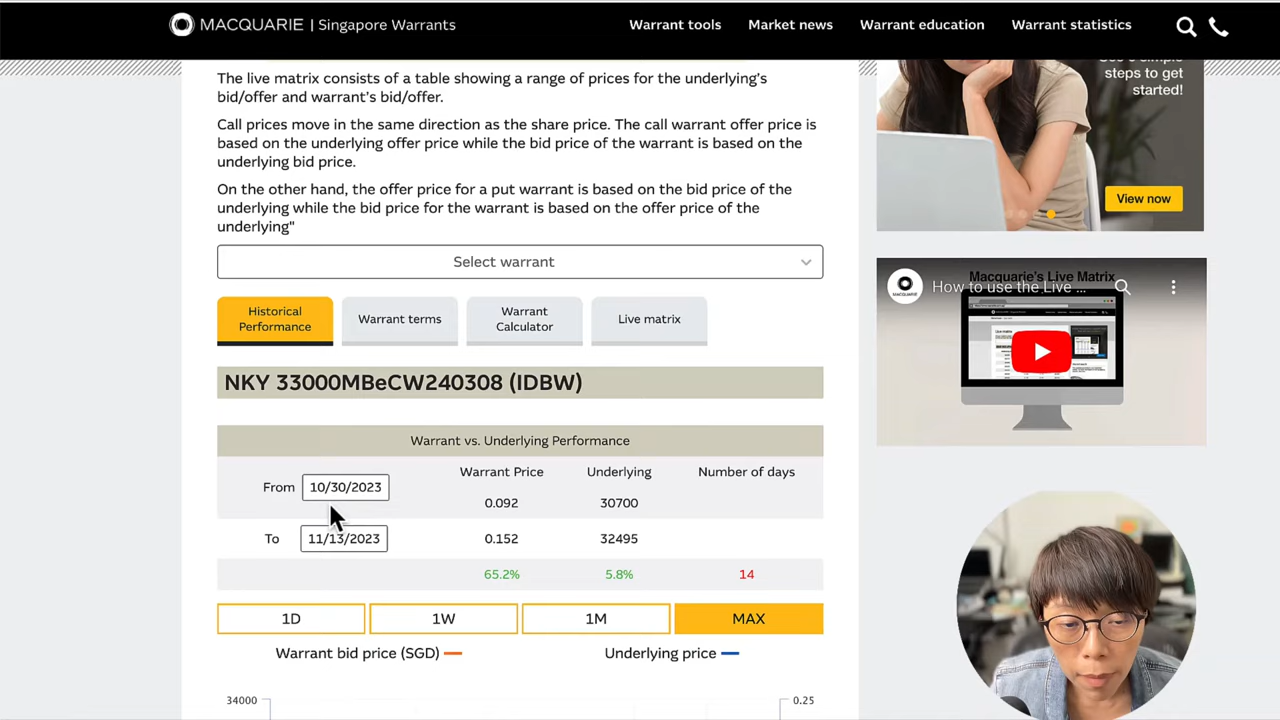 MACQUARIE | Singapore Warrants
Warrant tools
Market news
Warrant education
Warrant statistics
The live matrix consists of a table showing a range of prices for the underlying's
bid/offer and warrant's bid/offer.
Call prices move in the same direction as the share price. The call warrant offer price is
based on the underlying offer price while the bid price of the warrant is based on the
underlying bid price.
On the other hand, the offer price for a put warrant is based on the bid price of the
underlying while the bid price for the warrant is based on the offer price of the
underlying"
Select warrant
Historical
Performance
Warrant terms
Warrant
Calculator
Live matrix
NKY 33000MBeCW240308 (IDBW)
Warrant vs. Underlying Performance
Warrant Price
Underlying
Number of days
From
10/30/2023
0.092
30700
To
11/13/2023
0.152
32495
65.2%
5.8%
14
1D
1W
1M
MAX
Warrant bid price (SGD)
Underlying price
34000
0.25
steps to get
started!
View now
Macquarie's Live Matrix
How to use the Live ...